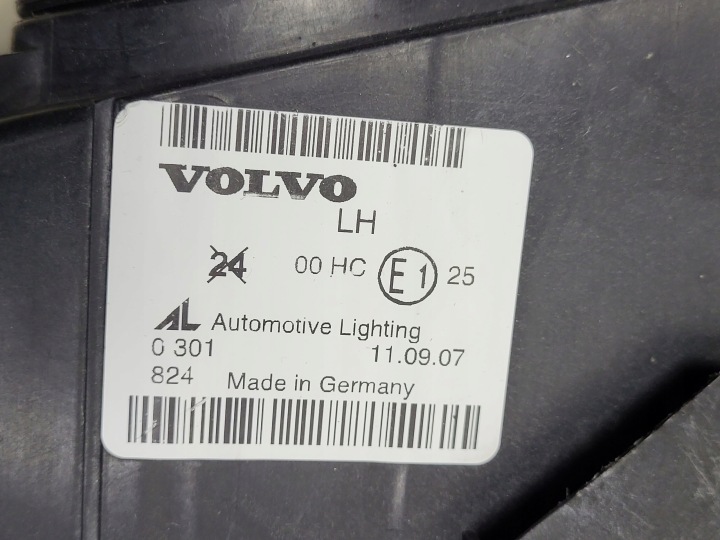 VOLVO
LH
24 00 HC E1 25
AL Automotive Lighting
0 301 11.09.07
824 Made in Germany